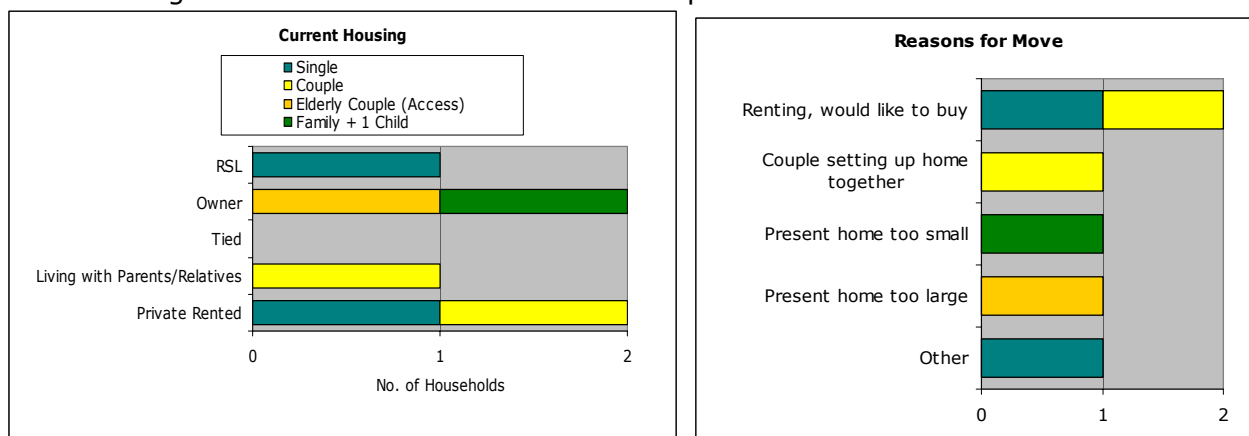 Current Housing
Single
Couple
Elderly Couple (Access)
Family + 1 Child
RSL
Owner
Tied
Living with Parents/Relatives
Private Rented
0 1 2
No. of Households
Reasons for Move
Renting, would like to buy
Couple setting up home
together
Present home too small
Present home too large
Other
0 1 2